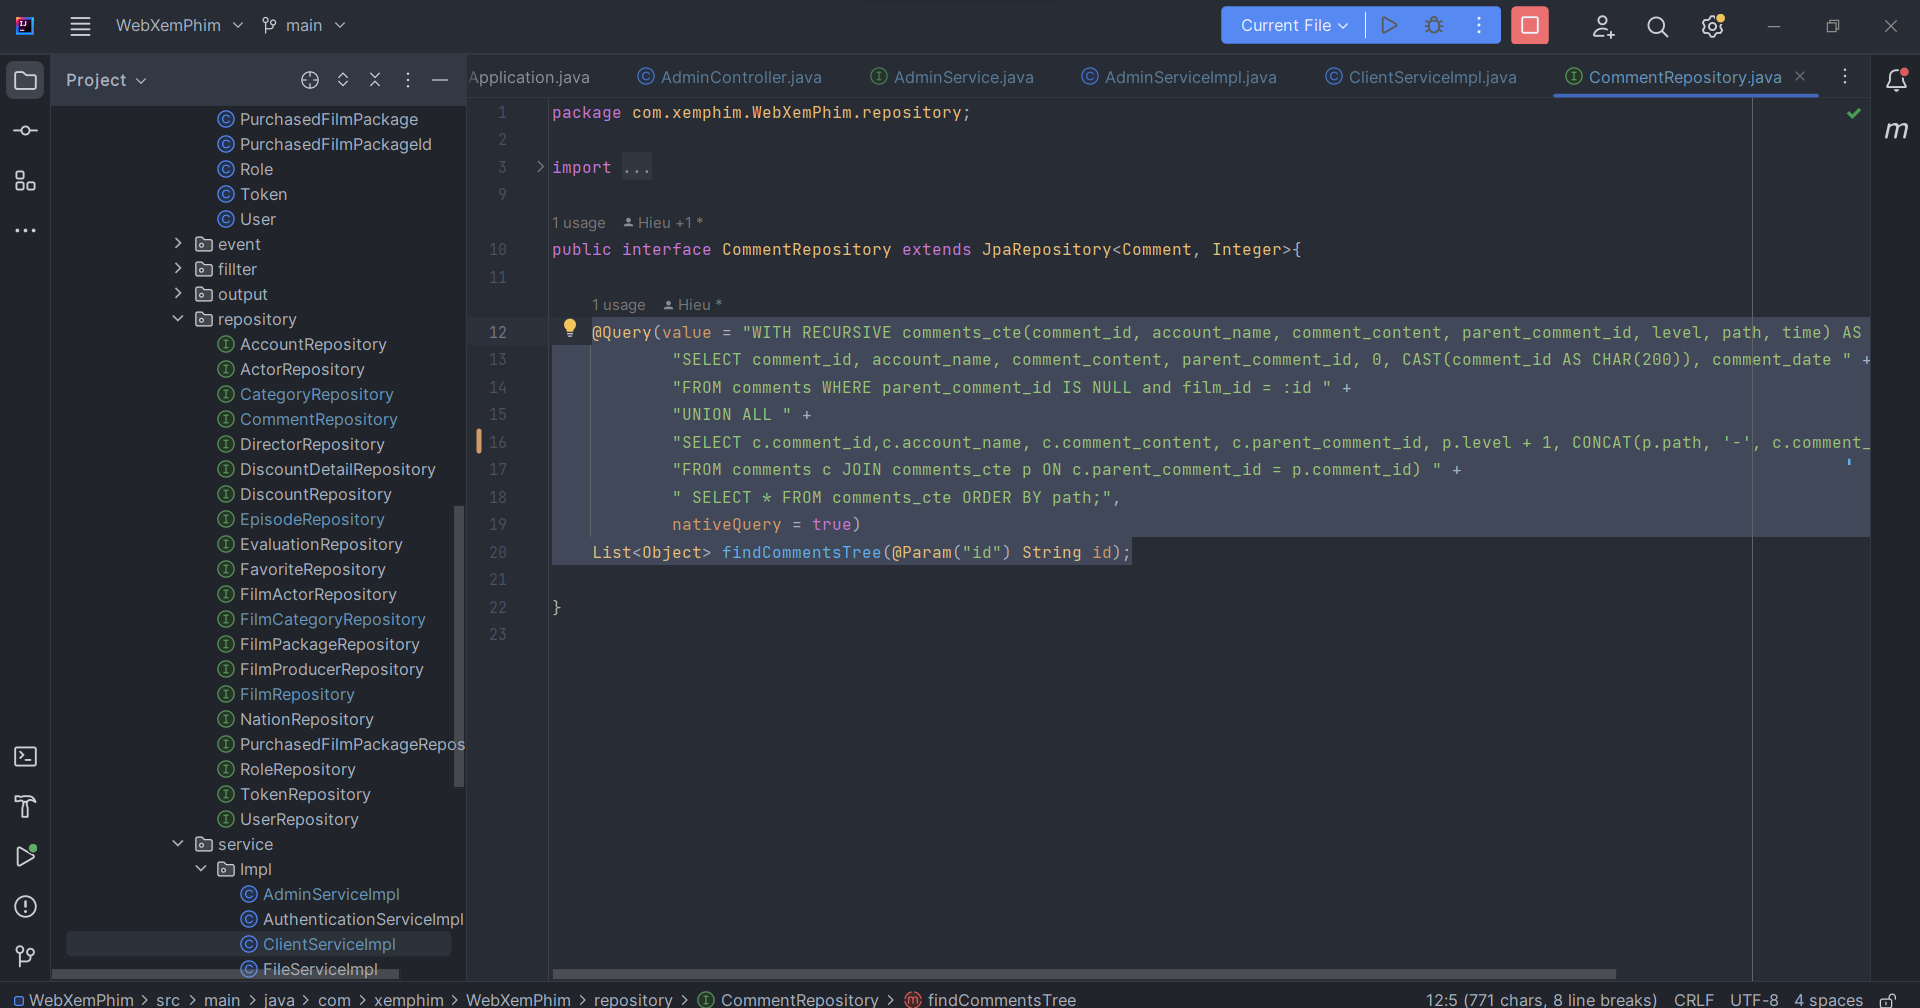 WebXemPhim main Current File
Project
Application.java AdminController.java AdminService.java AdminServiceImpl.java ClientServiceImpl.java CommentRepository.java
PurchasedFilmPackage
PurchasedFilmPackageId
Role
Token
User
event
fillter
output
repository
AccountRepository
ActorRepository
CategoryRepository
CommentRepository
DirectorRepository
DiscountDetailRepository
DiscountRepository
EpisodeRepository
EvaluationRepository
FavoriteRepository
FilmActorRepository
FilmCategoryRepository
FilmPackageRepository
FilmProducerRepository
FilmRepository
NationRepository
PurchasedFilmPackageRepos
RoleRepository
TokenRepository
UserRepository
service
Impl
AdminServiceImpl
AuthenticationServiceImpl
ClientServiceImpl
FileServiceImpl
1 package com.xemphim.WebXemPhim.repository;
2
3 import ...
9
1 usage Hieu +1 *
10 public interface CommentRepository extends JpaRepository<Comment, Integer>{
11
1 usage Hieu *
12 @Query(value = "WITH RECURSIVE comments_cte(comment_id, account_name, comment_content, parent_comment_id, level, path, time) AS
13 "SELECT comment_id, account_name, comment_content, parent_comment_id, 0, CAST(comment_id AS CHAR(200)), comment_date " +
14 "FROM comments WHERE parent_comment_id IS NULL and film_id = :id " +
15 "UNION ALL " +
16 "SELECT c.comment_id,c.account_name, c.comment_content, c.parent_comment_id, p.level + 1, CONCAT(p.path, '-', c.comment_
17 "FROM comments c JOIN comments_cte p ON c.parent_comment_id = p.comment_id) " +
18 " SELECT * FROM comments_cte ORDER BY path;",
19 nativeQuery = true)
20 List<Object> findCommentsTree(@Param("id") String id);
21
22 }
23
m
WebXemPhim > src > main > java > com > xemphim > WebXemPhim > repository > CommentRepository > findCommentsTree 12:5 (771 chars, 8 line breaks) CRLF UTF-8 4 spaces